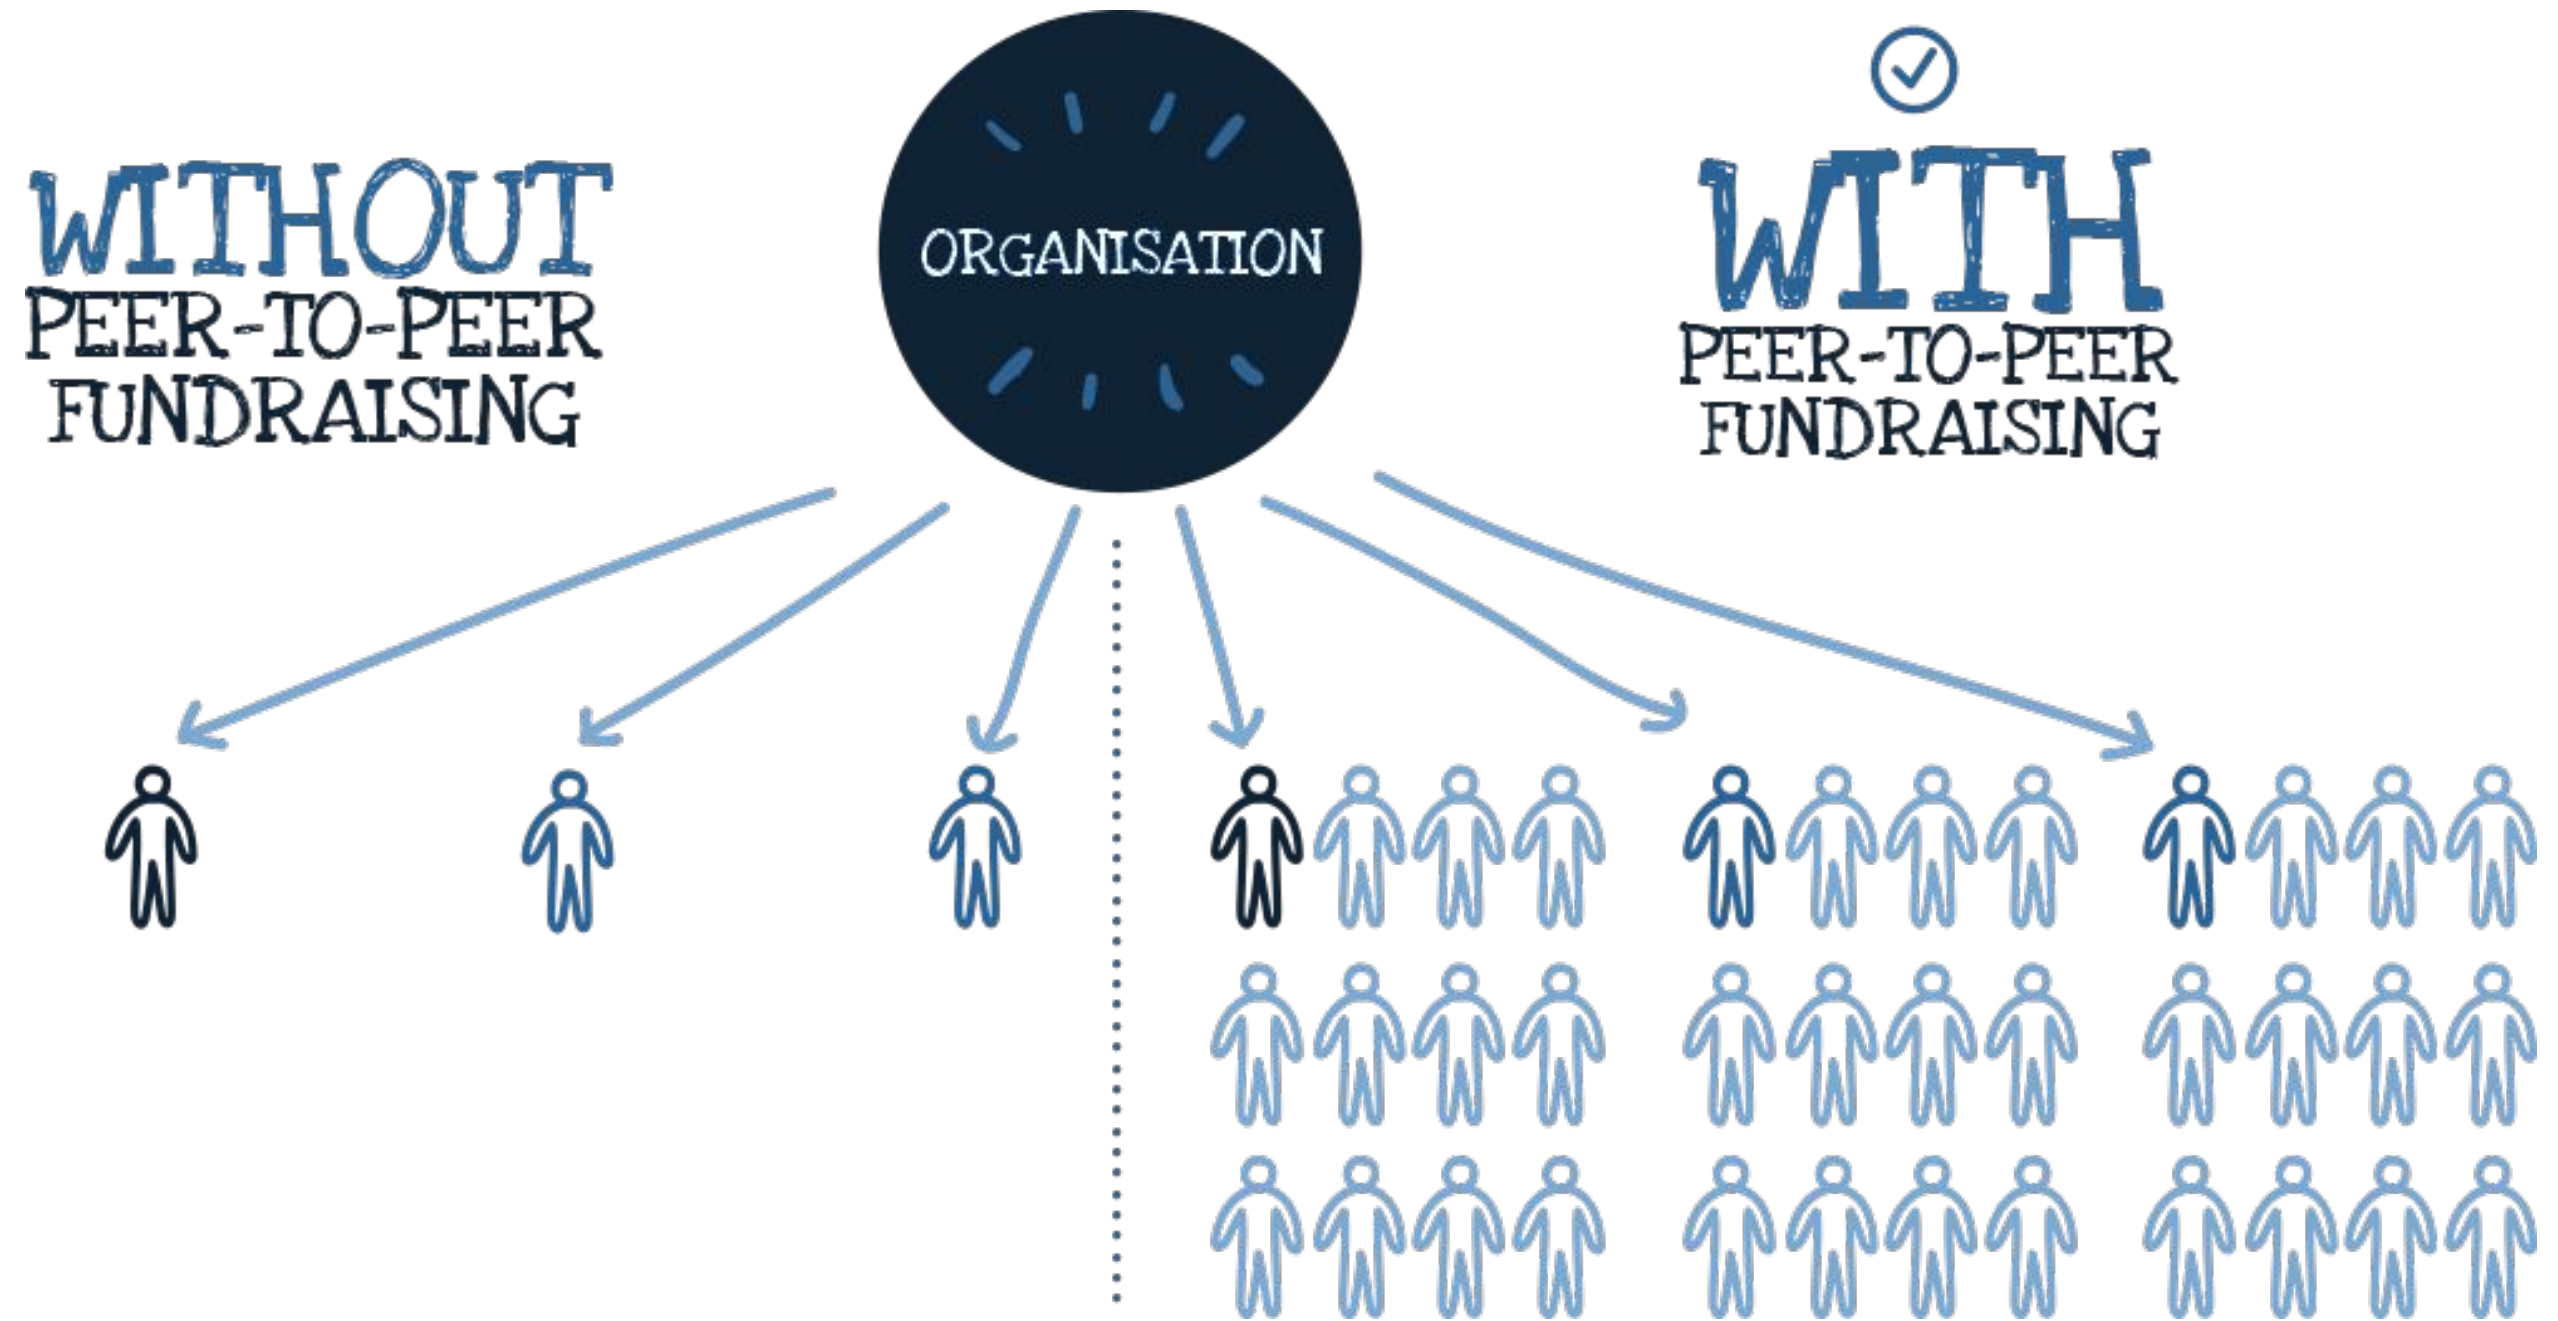 WITHOUT
PEER-TO-PEER
FUNDRAISING
ORGANISATION
WITH
PEER-TO-PEER
FUNDRAISING